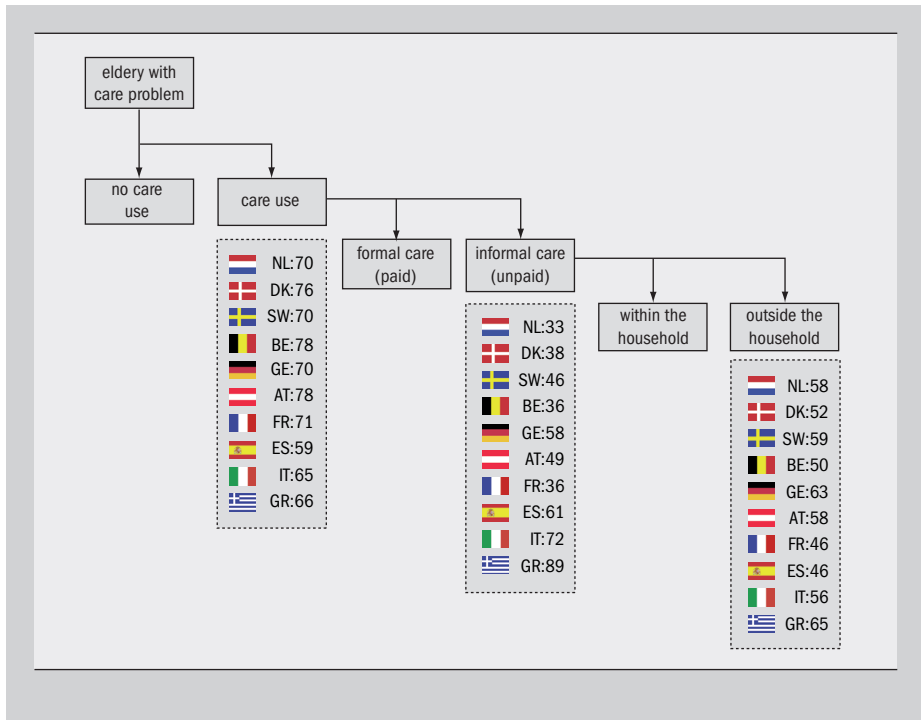 eldery with
care problem
no care
use
care use
formal care
(paid)
informal care
(unpaid)
within the
household
outside the
household
NL:70
DK:76
SW:70
BE:78
GE:70
AT:78
FR:71
ES:59
IT:65
GR:66
NL:33
DK:38
SW:46
BE:36
GE:58
AT:49
FR:36
ES:61
IT:72
GR:89
NL:58
DK:52
SW:59
BE:50
GE:63
AT:58
FR:46
ES:46
IT:56
GR:65